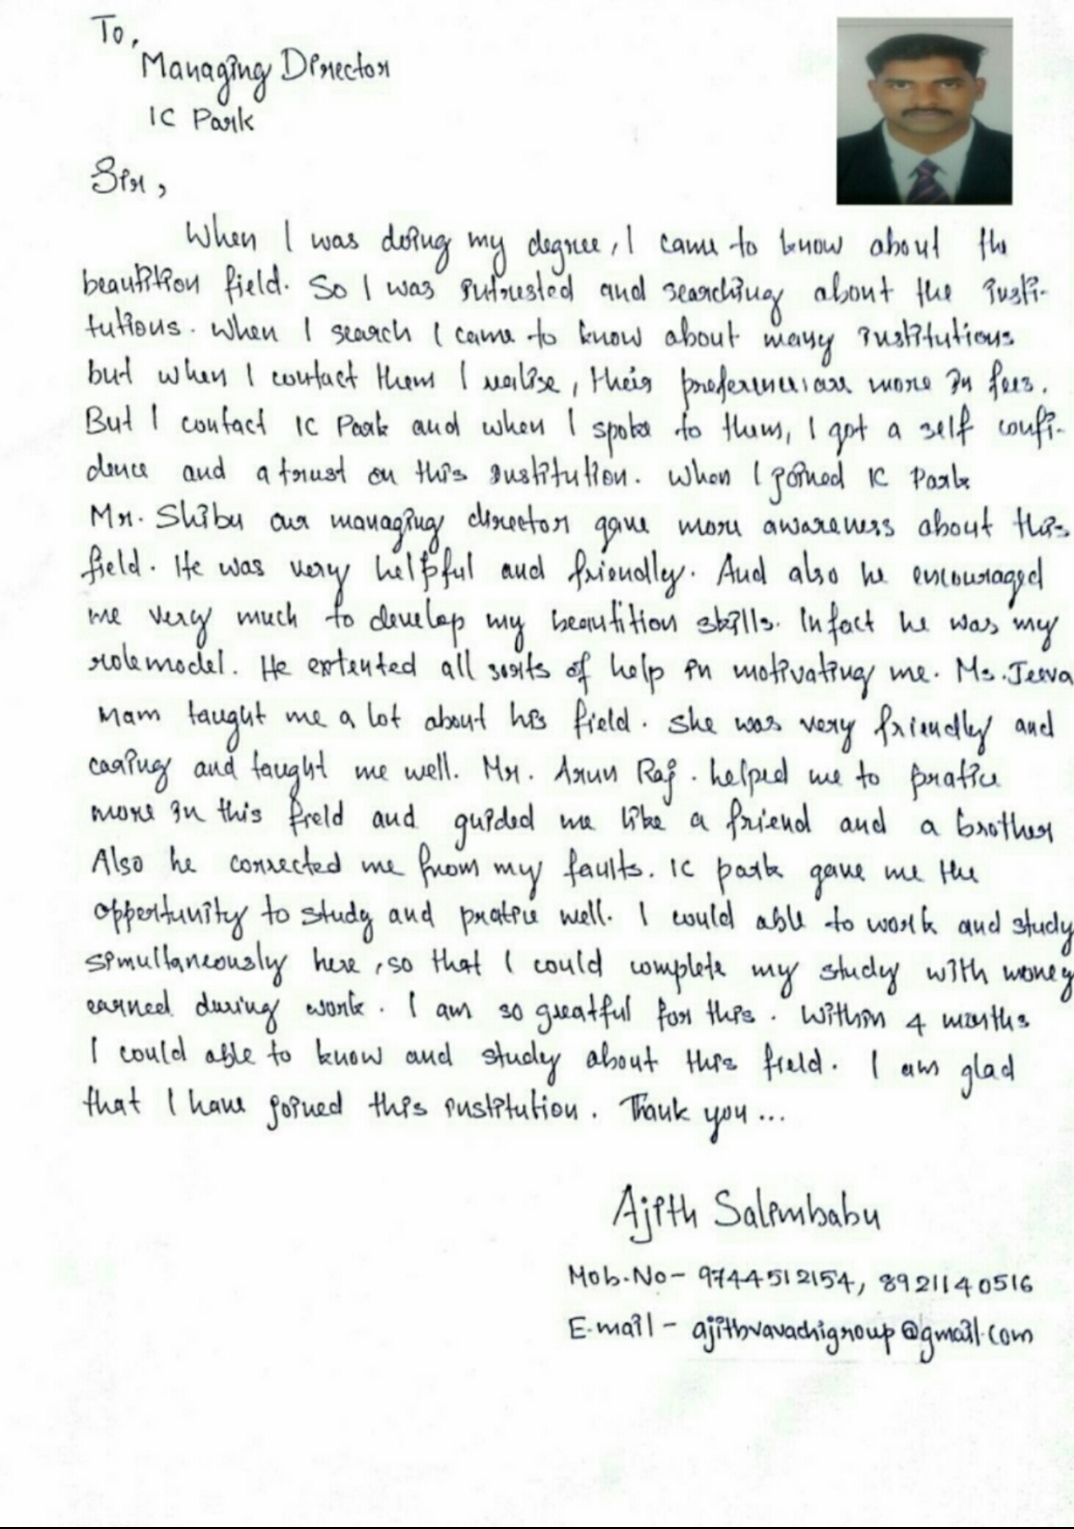 To,
Managing Director
IC Park
Sir,
When I was doing my degree, I came to know about the
beautition field. So I was intrusted and searching about the insti-
tutions. When I search I came to know about many institutions
but when I contact them I realise, their preferences are more in fees.
But I contact IC Park and when I spoke to them, I got a self confi-
dence and a trust on this institution. When I joined IC Park
Mr. Shibu our managing director gave more awareness about this
field. He was very helpful and friendly. And also he encouraged
me very much to develop my beautition skills. Infact he was my
rolemodel. He extented all sorts of help in motivating me. Ms. Jeeva
Mam taught me a lot about his field. She was very friendly and
caring and taught me well. Mr. Arun Raj. helped me to pratice
more in this field and guided me like a friend and a brother
Also he corrected me from my faults. IC park gave me the
oppertunity to study and pratice well. I could able to work and study
simultaneously here, so that I could complete my study with money
earned during work. I am so greatful for this. Within 4 months
I could able to know and study about this field. I am glad
that I have joined this institution. Thank you...
Ajith Salimbabu
Mob.No- 9744512154, 8921140516
E-mail - ajithvavachigroup@gmail.com